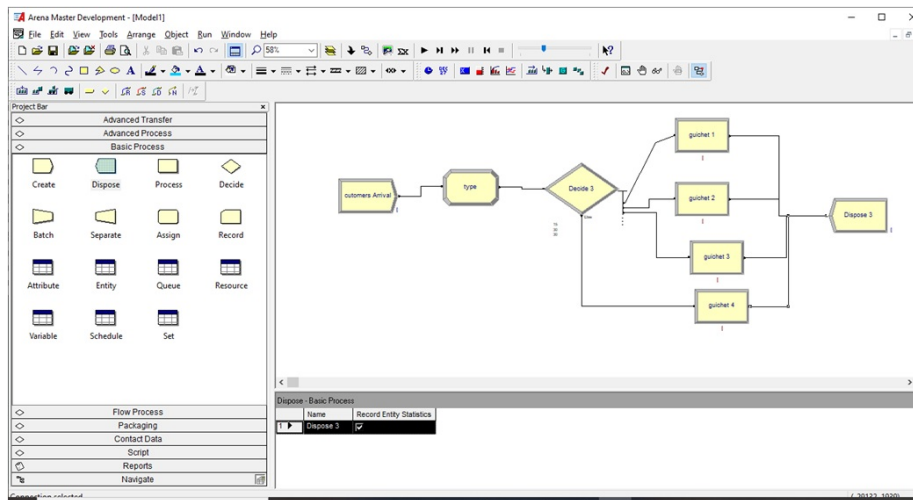 Arena Master Development - [Model1]
File Edit View Tools Arrange Object Run Window Help
58%
Project Bar
Advanced Transfer
Advanced Process
Basic Process
Create Dispose Process Decide
Batch Separate Assign Record
Attribute Entity Queue Resource
Variable Schedule Set
Flow Process
Packaging
Contact Data
Script
Reports
Navigate
cutomers Arrival
type
Decide 3
guichet 1
guichet 2
guichet 3
guichet 4
Dispose 3
Dispose - Basic Process
Name Record Entity Statistics
1 Dispose 3